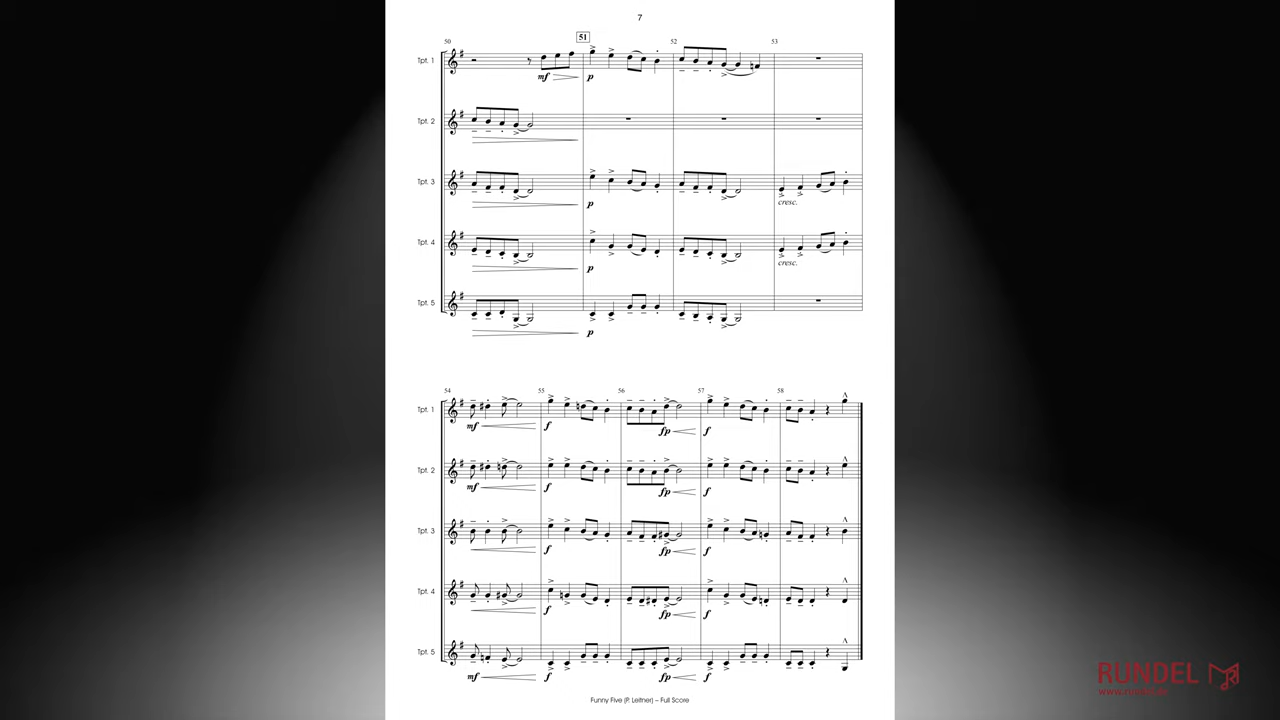 7
50
51
52
53
Tpt. 1
mf
p
Tpt. 2
Tpt. 3
p
cresc.
Tpt. 4
p
cresc.
Tpt. 5
p
54
55
56
57
58
Tpt. 1
mf
f
fp
f
Tpt. 2
mf
f
fp
f
Tpt. 3
f
fp
f
Tpt. 4
f
fp
f
Tpt. 5
mf
f
fp
f
Funny Five (P. Leitner) – Full Score
RUNDEL
www.rundel.de